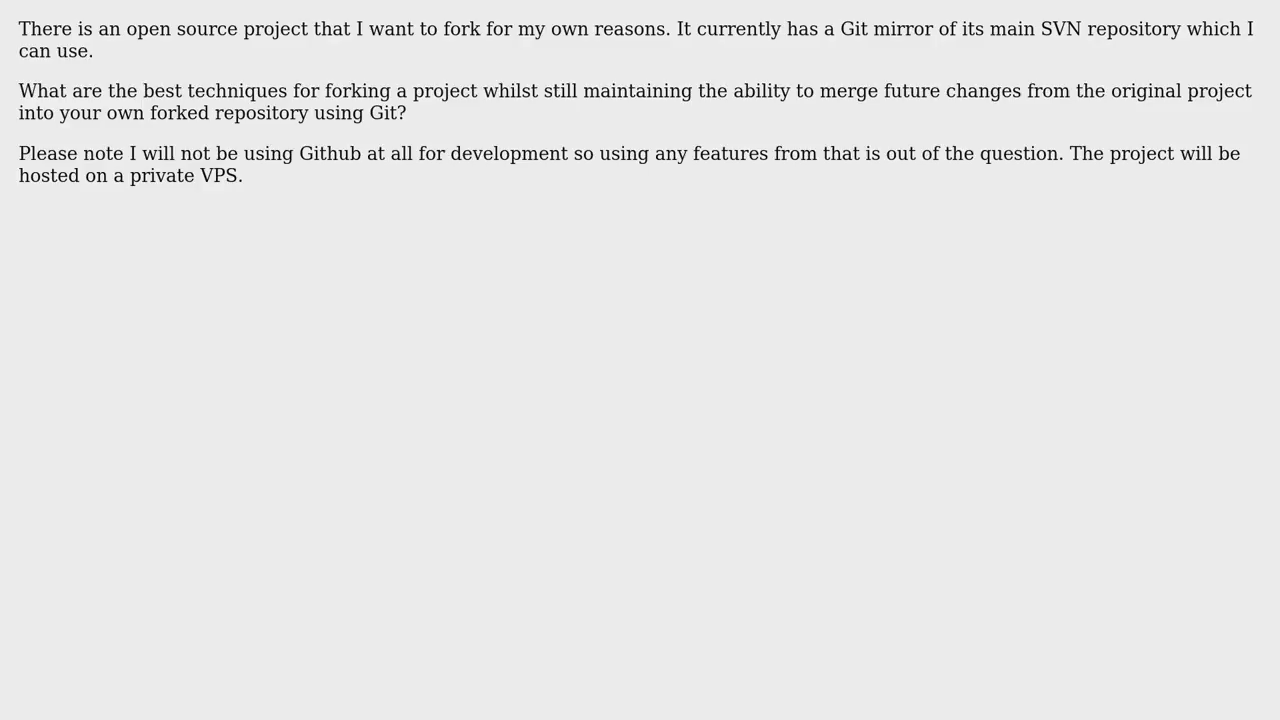 There is an open source project that I want to fork for my own reasons. It currently has a Git mirror of its main SVN repository which I
can use.
What are the best techniques for forking a project whilst still maintaining the ability to merge future changes from the original project
into your own forked repository using Git?
Please note I will not be using Github at all for development so using any features from that is out of the question. The project will be
hosted on a private VPS.